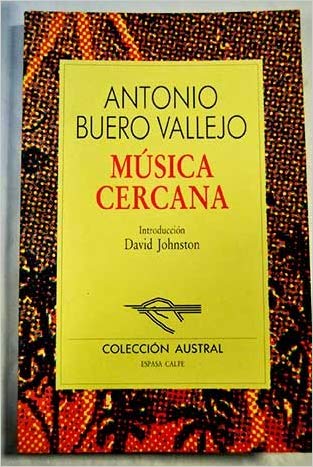 ANTONIO
BUERO VALLEJO
MÚSICA
CERCANA
Introducción
David Johnston
COLECCIÓN AUSTRAL
ESPASA CALPE